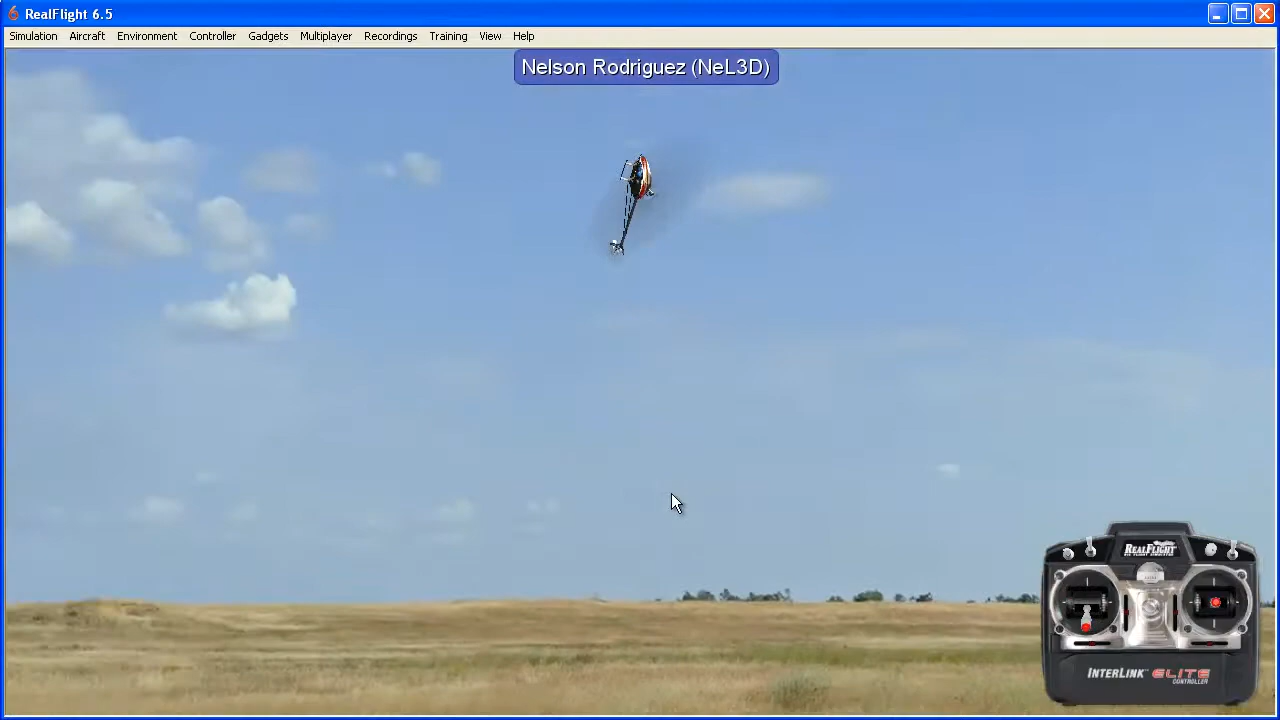 RealFlight 6.5
Simulation Aircraft Environment Controller Gadgets Multiplayer Recordings Training View Help
Nelson Rodriguez (NeL3D)
REALFLIGHT
INTERLINK ELITE
CONTROLLER